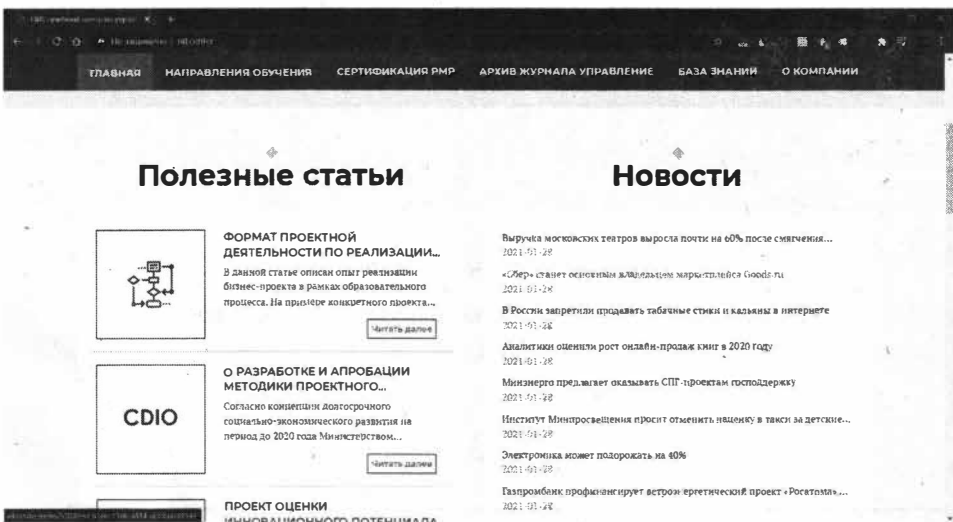 ГЛАВНАЯ НАПРАВЛЕНИЯ ОБУЧЕНИЯ СЕРТИФИКАЦИЯ PMP АРХИВ ЖУРНАЛА УПРАВЛЕНИЕ БАЗА ЗНАНИЙ О КОМПАНИИ
Полезные статьи
ФОРМАТ ПРОЕКТНОЙ
ДЕЯТЕЛЬНОСТИ ПО РЕАЛИЗАЦИИ...
В данной статье описан опыт реализации
бизнес-проекта в рамках образовательного
процесса. На примере конкретного проекта...
Читать далее
CDIO
О РАЗРАБОТКЕ И АПРОБАЦИИ
МЕТОДИКИ ПРОЕКТНОГО...
Согласно концепции долгосрочного
социально-экономического развития на
период до 2020 года Министерством...
Читать далее
ПРОЕКТ ОЦЕНКИ
ИННОВАЦИОННОГО ПОТЕНЦИАЛА
Новости
Выручка московских театров выросла почти на 60% после смягчения...
2021-01-28
«Сбер» станет основным владельцем маркетплейса Goods.ru
2021-01-28
В России запретили продавать табачные стики и кальяны в интернете
2021-01-28
Аналитики оценили рост онлайн-продаж книг в 2020 году
2021-01-28
Минэнерго предлагает оказывать СПГ-проектам господдержку
2021-01-28
Институт Минпросвещения просит отменить наценку в такси за детские...
2021-01-28
Электроника может подорожать на 40%
2021-01-28
Газпромбанк профинансирует ветроэнергетический проект «Росатома»...
2021-01-28